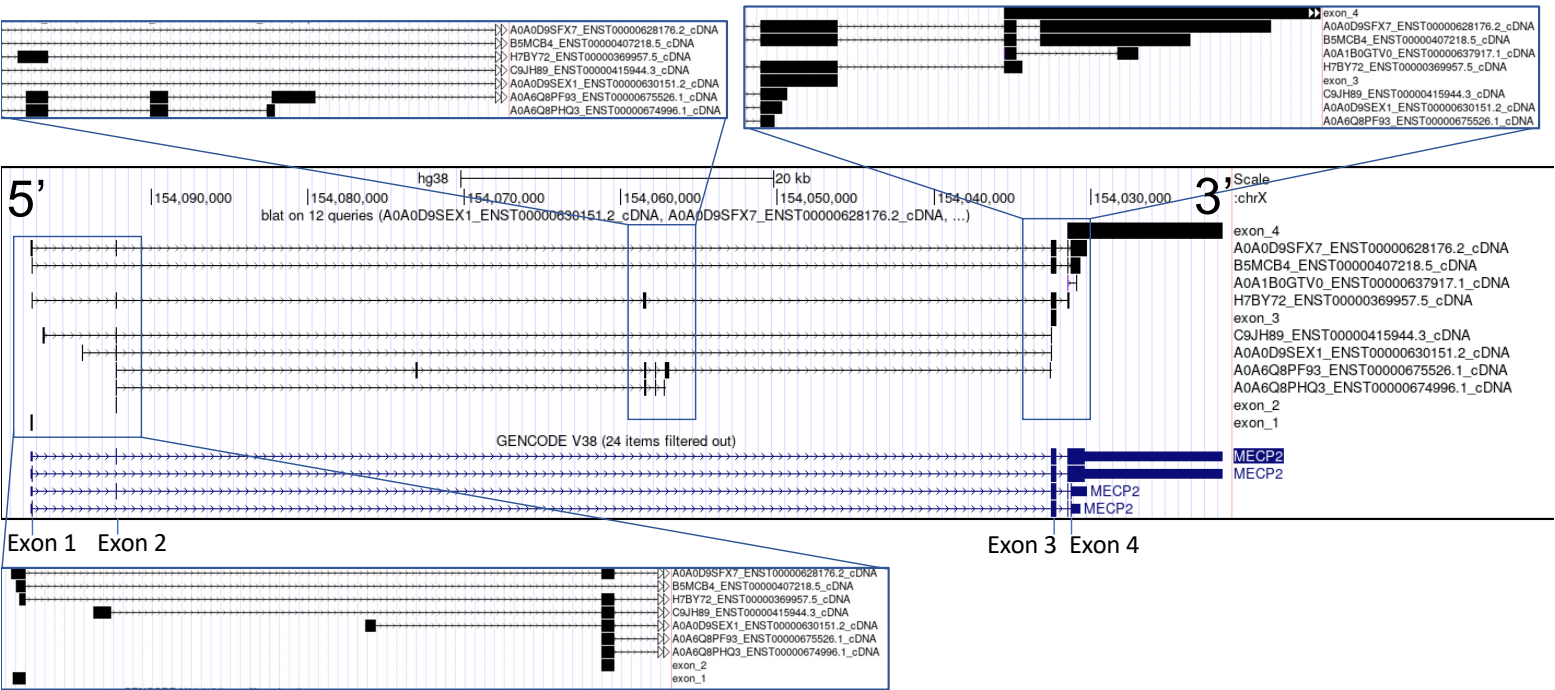 A0A0D9SFX7_ENST00000628176.2_cDNA
B5MCB4_ENST00000407218.5_cDNA
H7BY72_ENST00000369957.5_cDNA
C9JH89_ENST00000415944.3_cDNA
A0A0D9SEX1_ENST00000630151.2_cDNA
A0A6Q8PF93_ENST00000675526.1_cDNA
A0A6Q8PHQ3_ENST00000674996.1_cDNA
exon_4
A0A0D9SFX7_ENST00000628176.2_cDNA
B5MCB4_ENST00000407218.5_cDNA
A0A1B0GTV0_ENST00000637917.1_cDNA
H7BY72_ENST00000369957.5_cDNA
exon_3
C9JH89_ENST00000415944.3_cDNA
A0A0D9SEX1_ENST00000630151.2_cDNA
A0A6Q8PF93_ENST00000675526.1_cDNA
5' hg38 20 kb 3' Scale
154,090,000 154,080,000 154,070,000 154,060,000 154,050,000 154,040,000 154,030,000 :chrX
blat on 12 queries (A0A0D9SEX1_ENST00000630151.2_cDNA, A0A0D9SFX7_ENST00000628176.2_cDNA, ...)
exon_4
A0A0D9SFX7_ENST00000628176.2_cDNA
B5MCB4_ENST00000407218.5_cDNA
A0A1B0GTV0_ENST00000637917.1_cDNA
H7BY72_ENST00000369957.5_cDNA
exon_3
C9JH89_ENST00000415944.3_cDNA
A0A0D9SEX1_ENST00000630151.2_cDNA
A0A6Q8PF93_ENST00000675526.1_cDNA
A0A6Q8PHQ3_ENST00000674996.1_cDNA
exon_2
exon_1
GENCODE V38 (24 items filtered out)
MECP2
MECP2
MECP2
MECP2
Exon 1 Exon 2 Exon 3 Exon 4
A0A0D9SFX7_ENST00000628176.2_cDNA
B5MCB4_ENST00000407218.5_cDNA
H7BY72_ENST00000369957.5_cDNA
C9JH89_ENST00000415944.3_cDNA
A0A0D9SEX1_ENST00000630151.2_cDNA
A0A6Q8PF93_ENST00000675526.1_cDNA
A0A6Q8PHQ3_ENST00000674996.1_cDNA
exon_2
exon_1